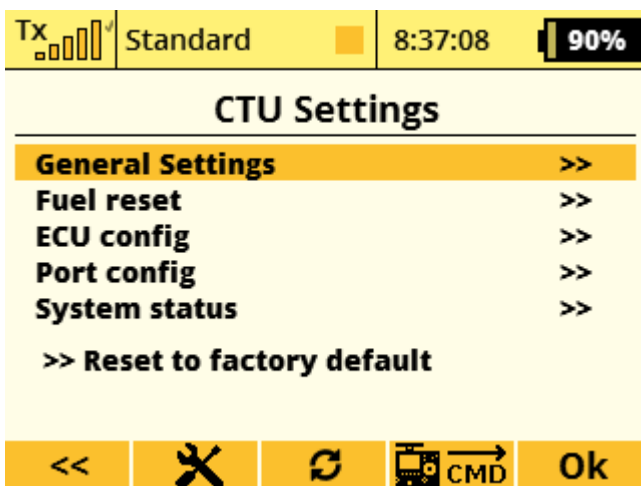 Tx Standard 8:37:08 90%
CTU Settings
General Settings >>
Fuel reset >>
ECU config >>
Port config >>
System status >>
>> Reset to factory default
<< CMD Ok